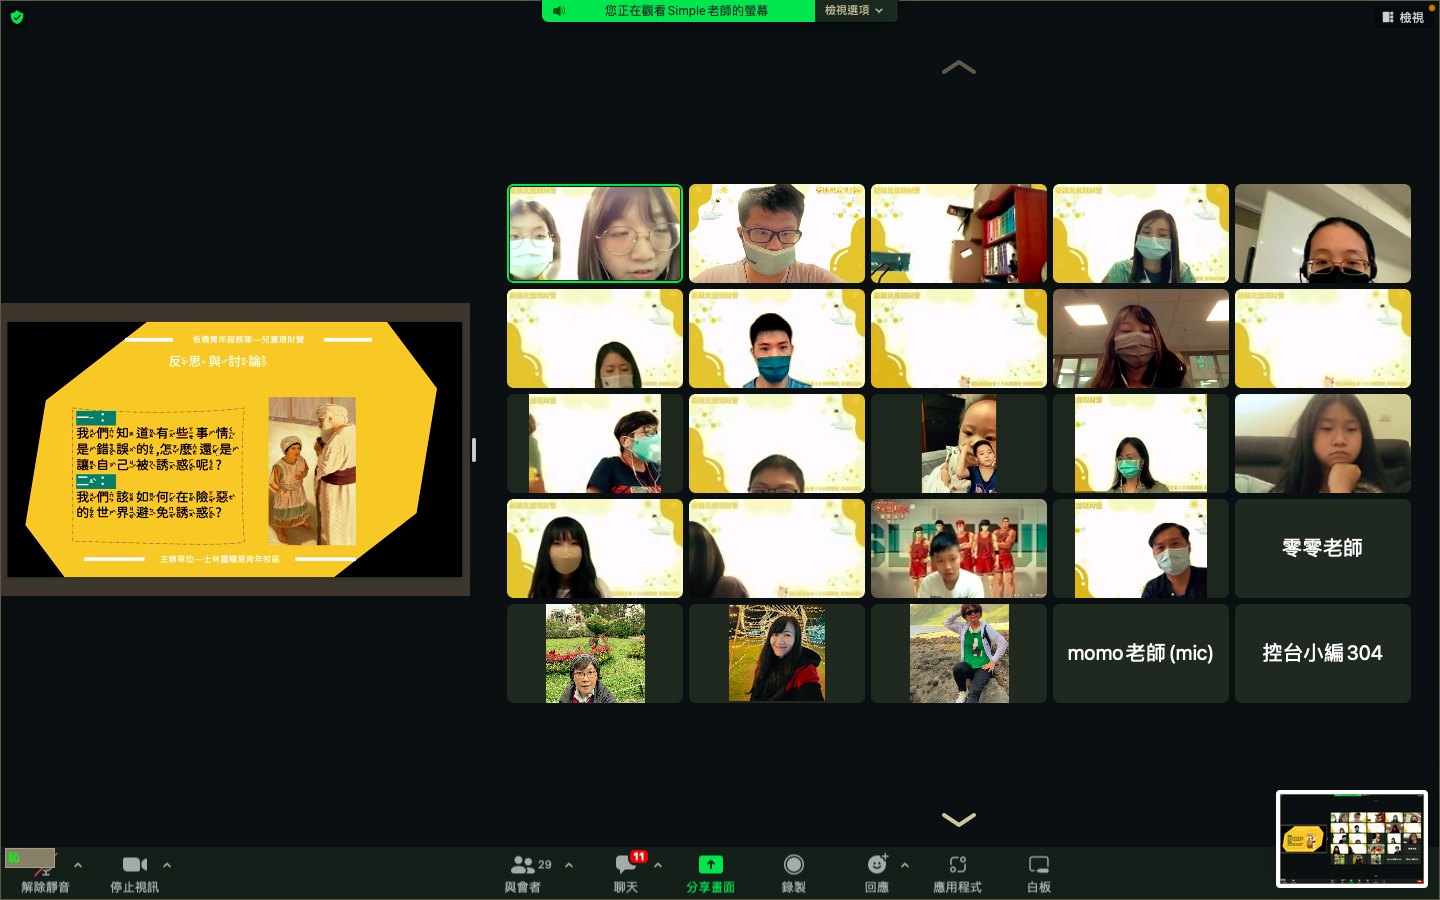 您正在觀看Simple老師的螢幕
檢視選項
檢視
板橋青年服務隊—兒童理財營
反思與討論
一：
我們知道有些事情
是錯誤的,怎麼還是
讓自己被誘惑呢？
二：
我們該如何在險惡
的世界避免誘惑？
主辦單位—士林靈糧堂青年牧區
零零老師
momo老師(mic)
控台小編304
解除靜音
停止視訊
29
與會者
11
聊天
分享畫面
錄製
回應
應用程式
白板